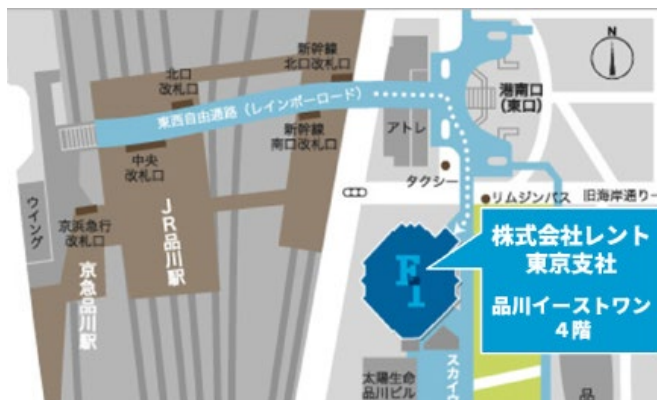 新幹線
北口改札口
N
北口
改札口
港南口
(東口)
東西自由通路(レインボーロード)
アトレ
新幹線
南口改札口
中央
改札口
タクシー
リムジンバス
旧海岸通り
ウイング
京浜急行
改札口
JR品川駅
京急品川駅
株式会社レント
東京支社
品川イーストワン
4階
太陽生命
品川ビル
スカイウ
品